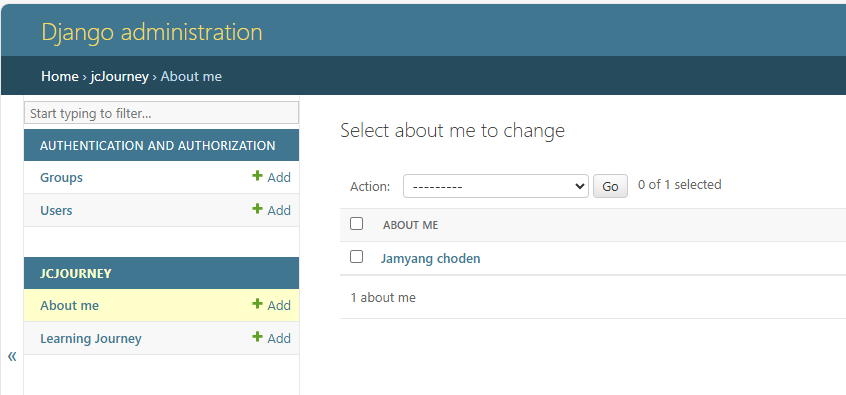 Django administration
Home › jcJourney › About me
Start typing to filter...
AUTHENTICATION AND AUTHORIZATION
Groups + Add
Users + Add
JCJOURNEY
About me + Add
Learning Journey + Add
«
Select about me to change
Action: --------- Go 0 of 1 selected
ABOUT ME
Jamyang choden
1 about me